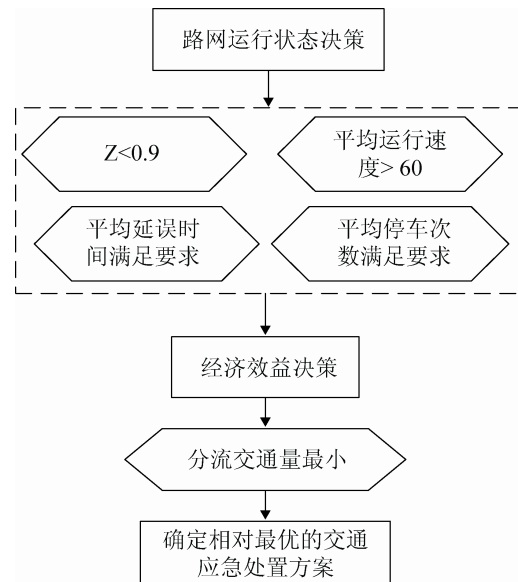 路网运行状态决策
Z<0.9
平均运行速
度> 60
平均延误时
间满足要求
平均停车次
数满足要求
经济效益决策
分流交通量最小
确定相对最优的交通
应急处置方案